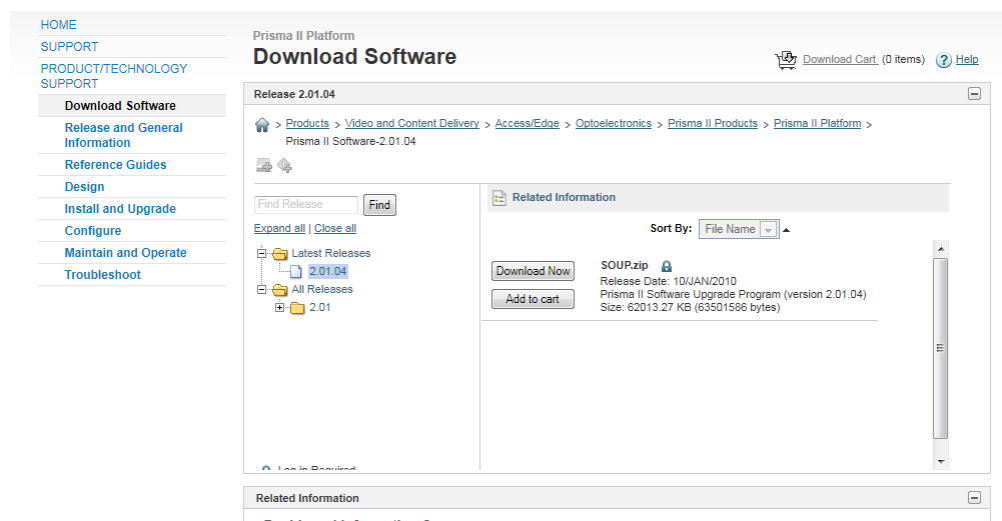 HOME
SUPPORT
PRODUCT/TECHNOLOGY
SUPPORT
Download Software
Release and General
Information
Reference Guides
Design
Install and Upgrade
Configure
Maintain and Operate
Troubleshoot
Prisma II Platform
Download Software
Download Cart (0 items) ? Help
Release 2.01.04
> Products > Video and Content Delivery > Access/Edge > Optoelectronics > Prisma II Products > Prisma II Platform >
Prisma II Software-2.01.04
Find Release Find
Expand all | Close all
Latest Releases
2.01.04
All Releases
2.01
Related Information
Sort By: File Name
Download Now
Add to cart
SOUP.zip
Release Date: 10/JAN/2010
Prisma II Software Upgrade Program (version 2.01.04)
Size: 62013.27 KB (63501586 bytes)
Log in Required
Related Information